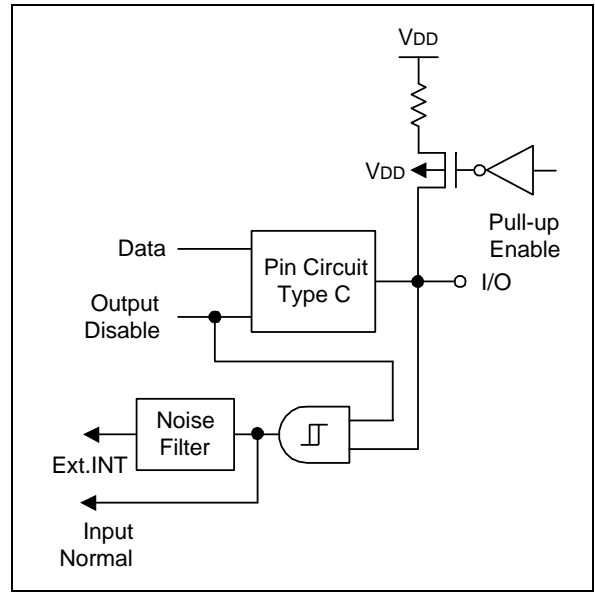 VDD
VDD
Pull-up
Enable
Data
Pin Circuit
Type C
I/O
Output
Disable
Noise
Filter
Ext.INT
Input
Normal